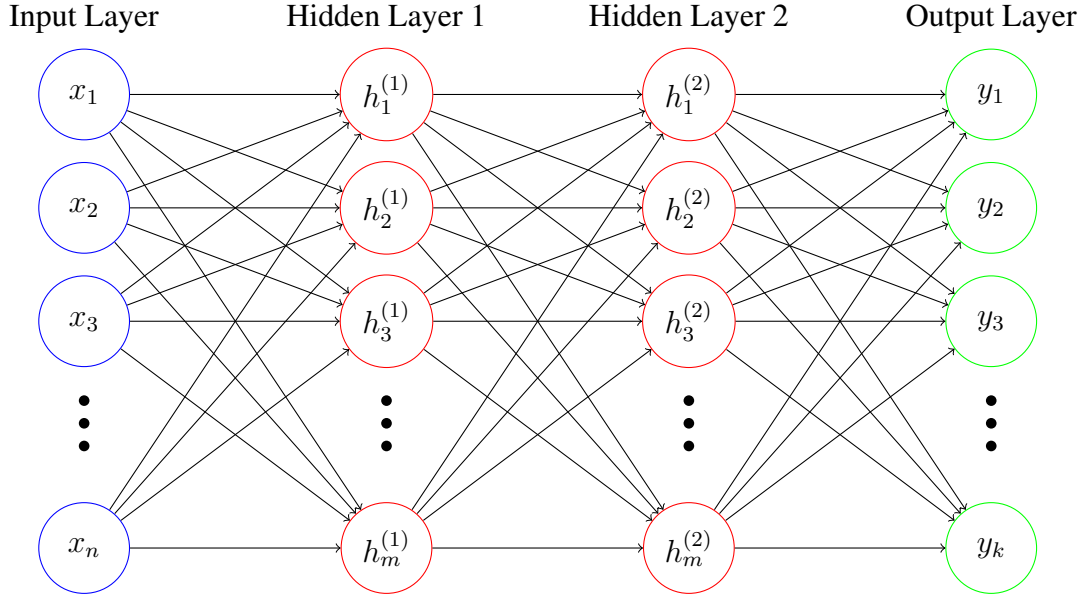 Input Layer Hidden Layer 1 Hidden Layer 2 Output Layer
x₁ h₁⁽¹⁾ h₁⁽²⁾ y₁
x₂ h₂⁽¹⁾ h₂⁽²⁾ y₂
x₃ h₃⁽¹⁾ h₃⁽²⁾ y₃
xₙ hₘ⁽¹⁾ hₘ⁽²⁾ yₖ